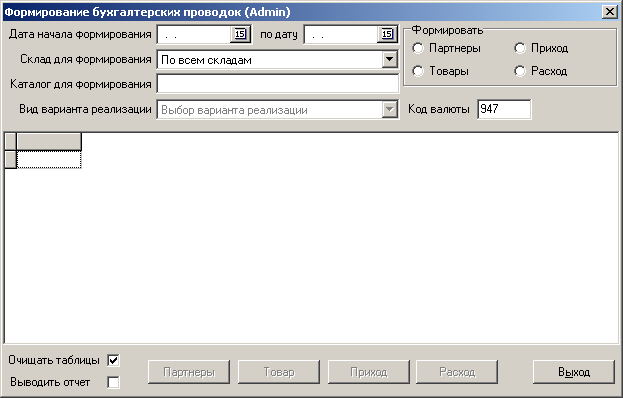 Формирование бухгалтерских проводок (Admin)
Дата начала формирования . . 15 по дату . . 15
Формировать
Партнеры Приход
Товары Расход
Склад для формирования По всем складам
Каталог для формирования
Вид варианта реализации Выбор варианта реализации Код валюты 947
Очищать таблицы
Выводить отчет
Партнеры Товар Приход Расход Выход